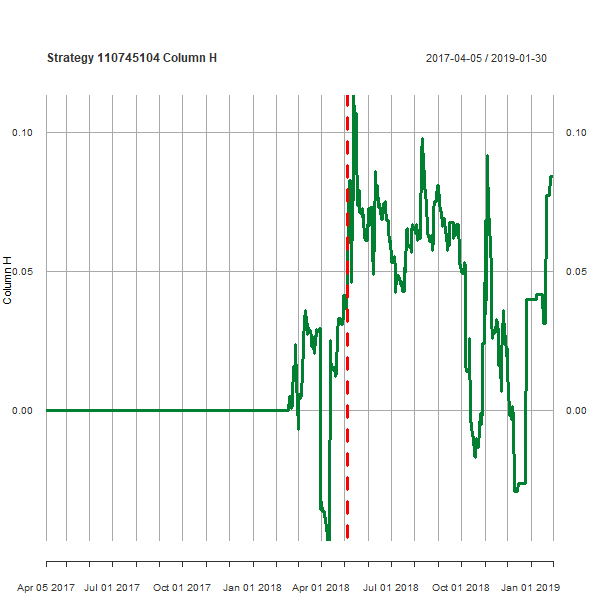 Strategy 110745104 Column H
2017-04-05 / 2019-01-30
0.10
0.10
0.05
0.05
0.00
0.00
Column H
Apr 05 2017
Jul 01 2017
Oct 01 2017
Jan 01 2018
Apr 01 2018
Jul 01 2018
Oct 01 2018
Jan 01 2019